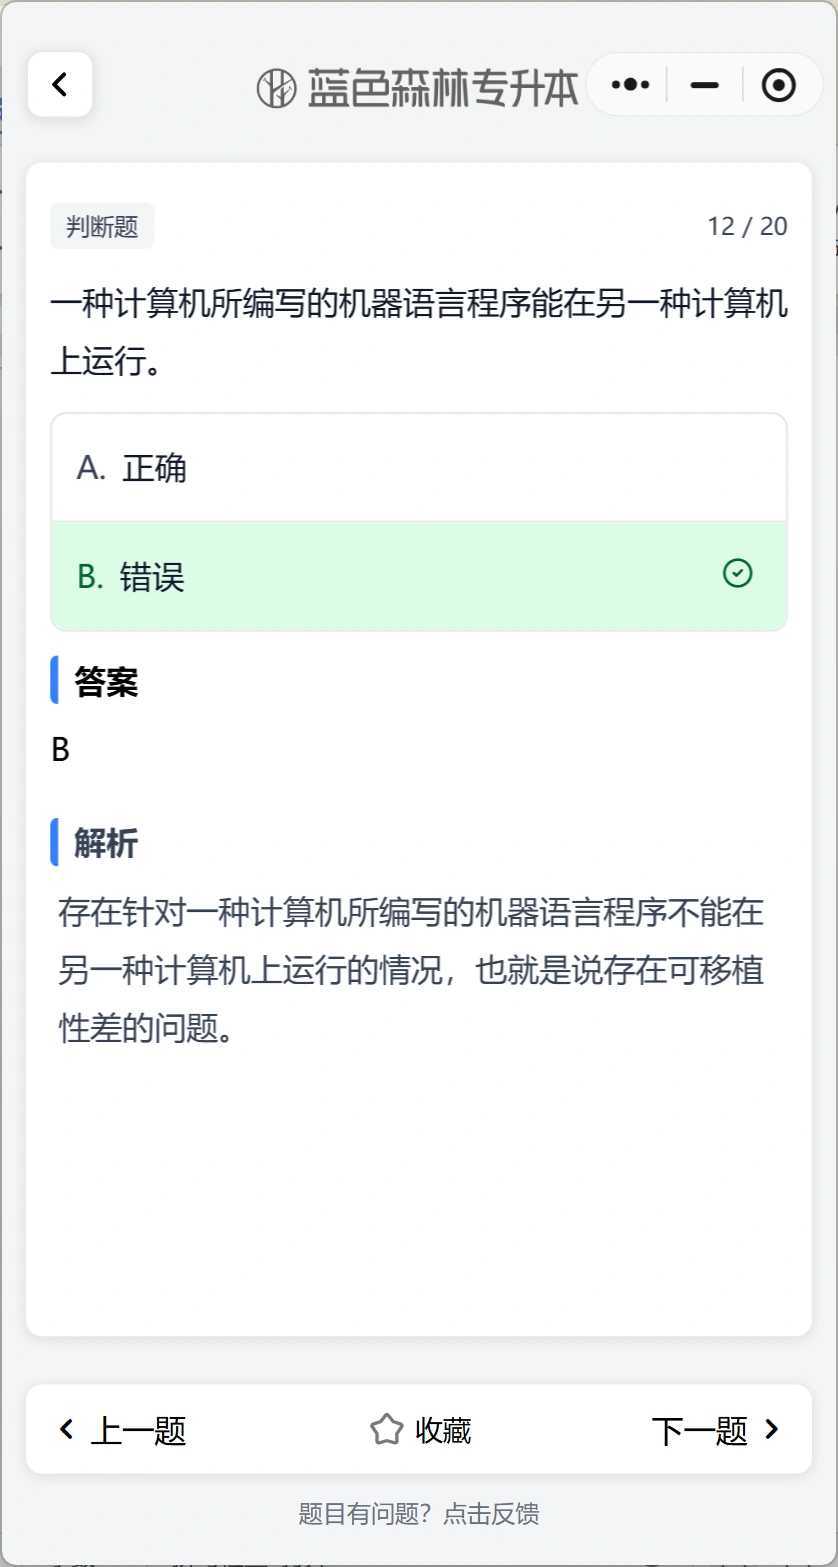 蓝色森林专升本
判断题
12 / 20
一种计算机所编写的机器语言程序能在另一种计算机
上运行。
A. 正确
B. 错误
答案
B
解析
存在针对一种计算机所编写的机器语言程序不能在
另一种计算机上运行的情况，也就是说存在可移植
性差的问题。
上一题
收藏
下一题
题目有问题？点击反馈